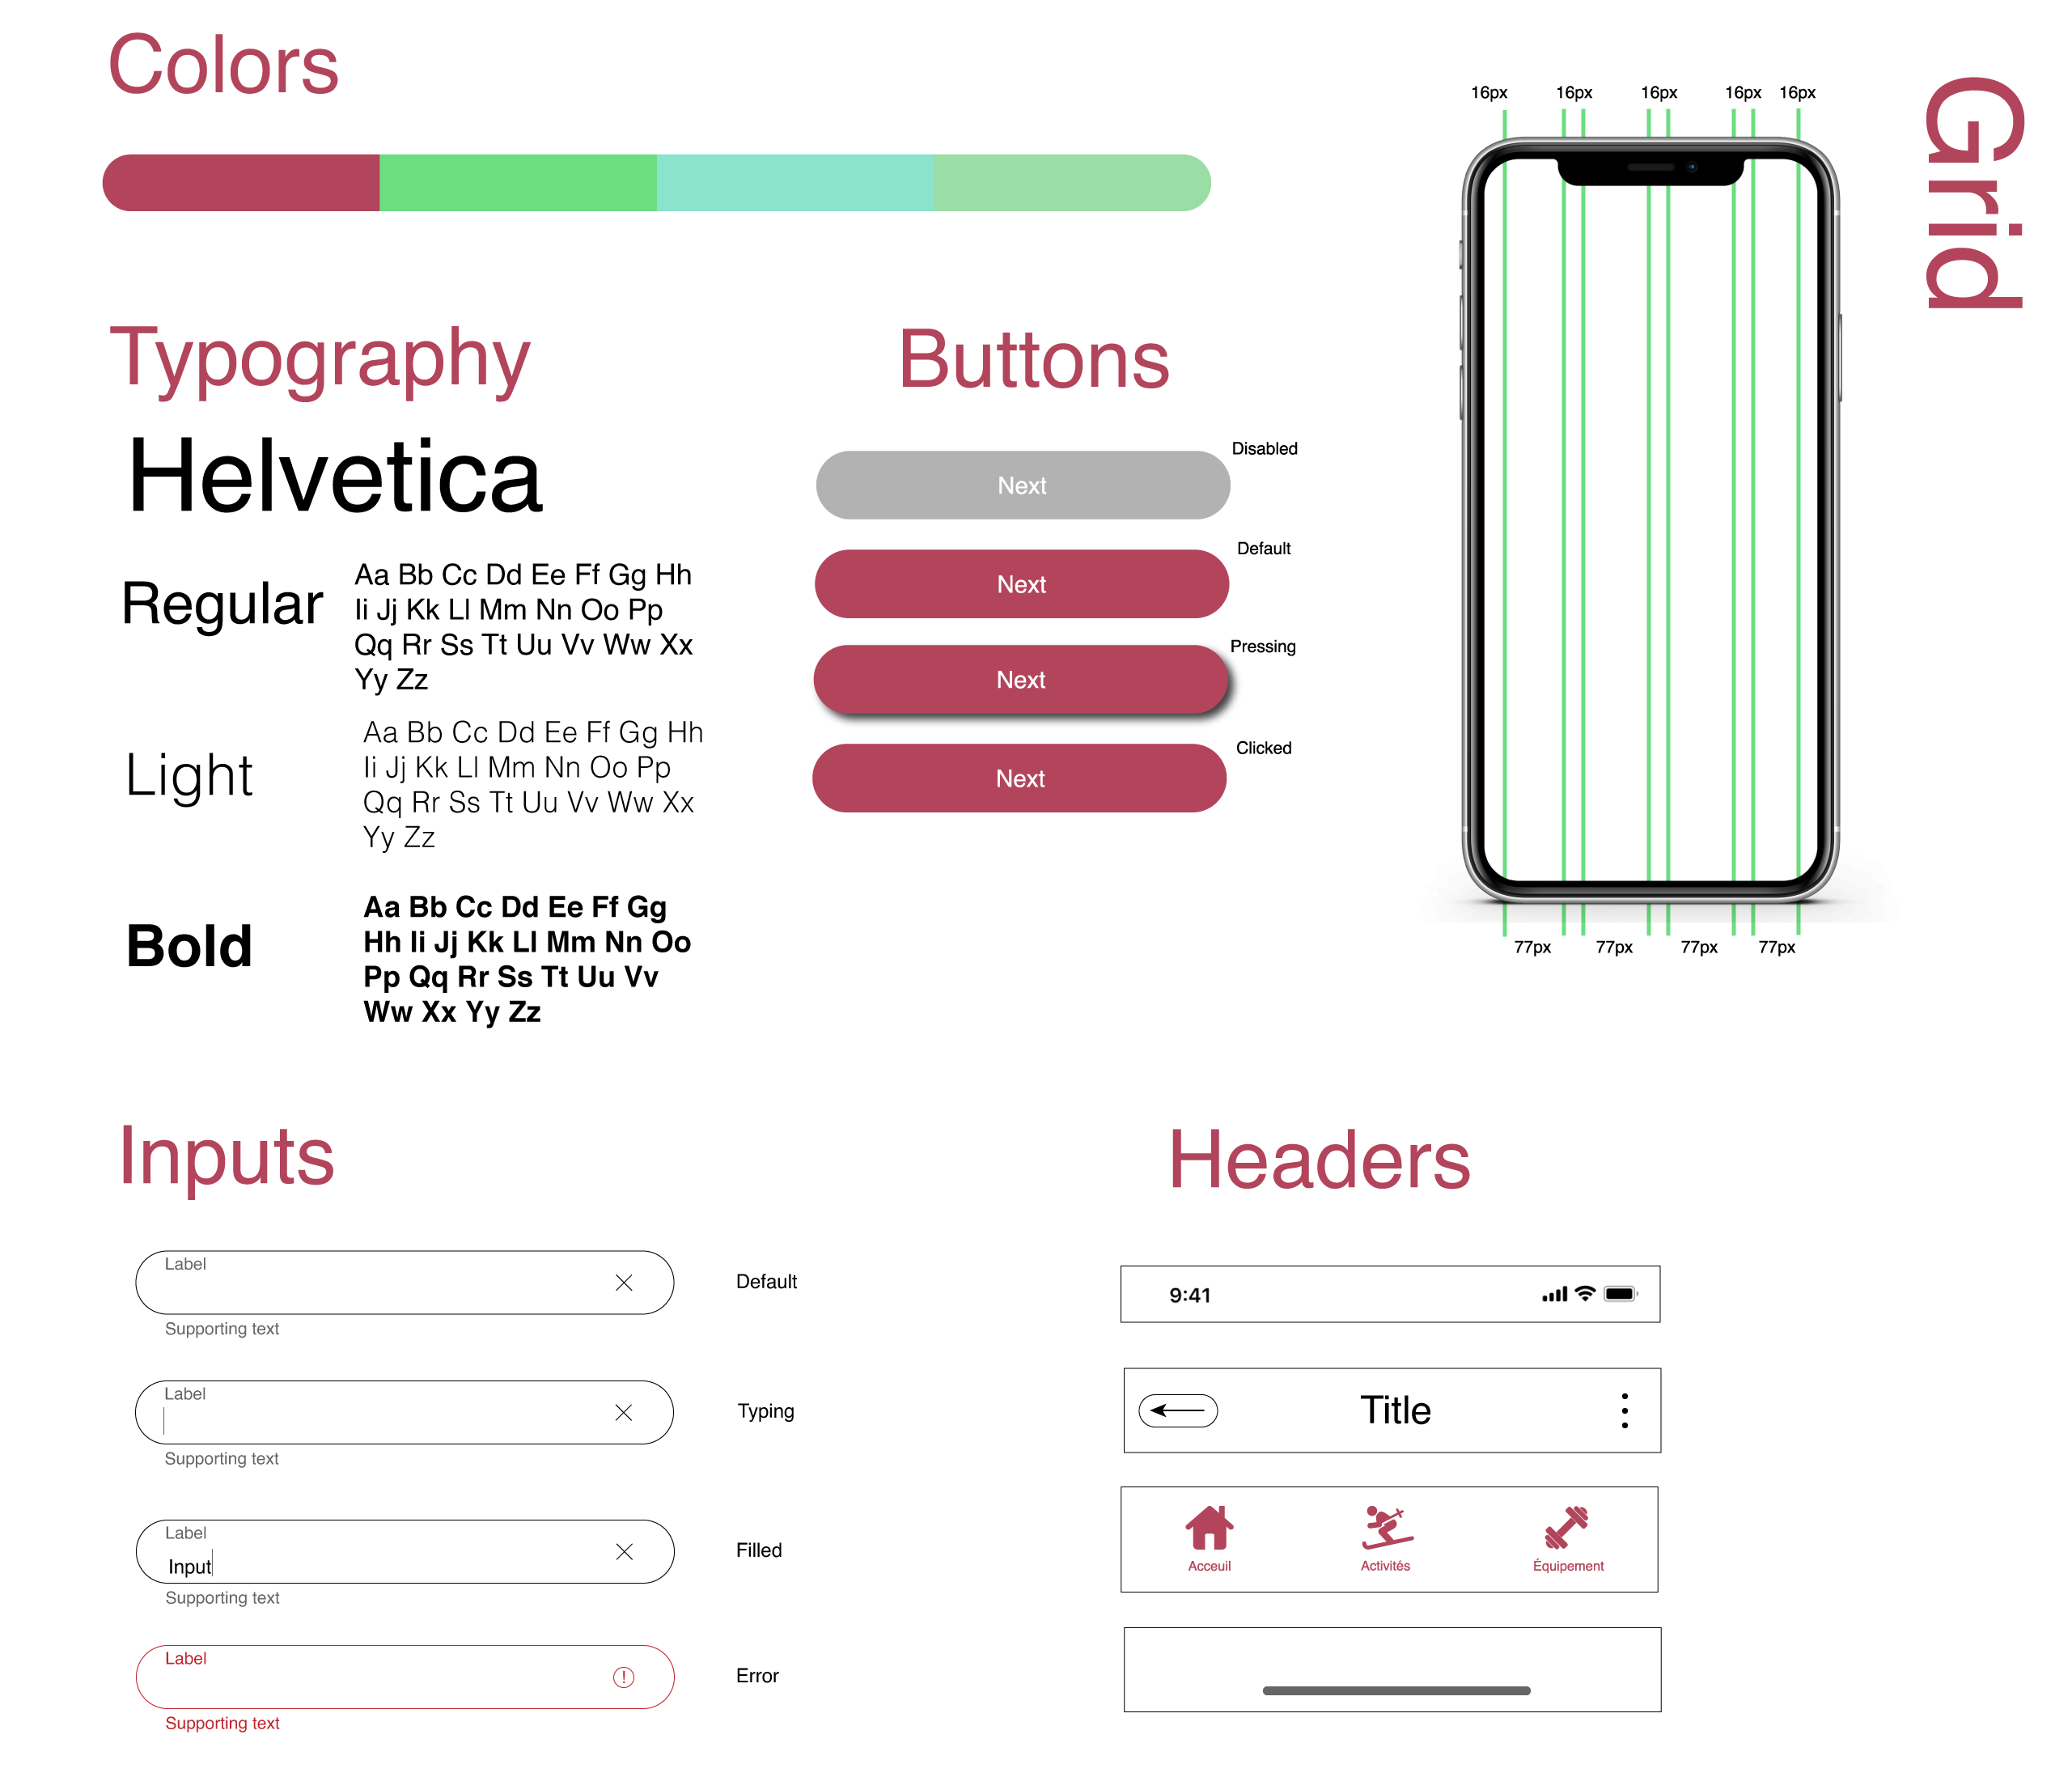 Colors
16px 16px 16px 16px 16px
Grid
Typography
Helvetica
Regular
Aa Bb Cc Dd Ee Ff Gg Hh
Ii Jj Kk Ll Mm Nn Oo Pp
Qq Rr Ss Tt Uu Vv Ww Xx
Yy Zz
Light
Aa Bb Cc Dd Ee Ff Gg Hh
Ii Jj Kk Ll Mm Nn Oo Pp
Qq Rr Ss Tt Uu Vv Ww Xx
Yy Zz
Bold
Aa Bb Cc Dd Ee Ff Gg
Hh Ii Jj Kk Ll Mm Nn Oo
Pp Qq Rr Ss Tt Uu Vv
Ww Xx Yy Zz
Buttons
Disabled
Next
Default
Next
Pressing
Next
Clicked
Next
77px 77px 77px 77px
Inputs
Label
Supporting text
Default
Label
Supporting text
Typing
Label
Input
Supporting text
Filled
Label
Supporting text
Error
Headers
9:41
Title
Acceuil Activités Équipement